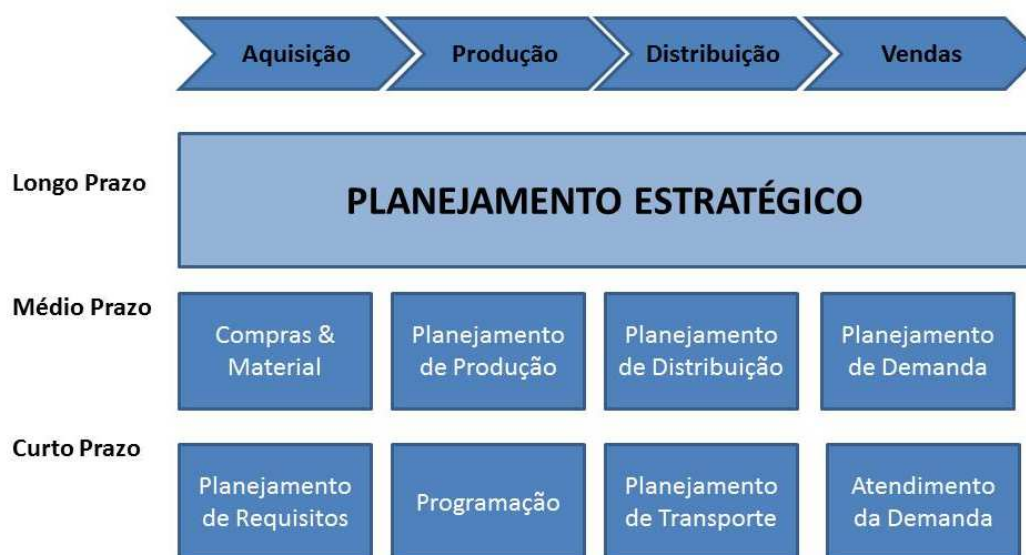 Aquisição
Produção
Distribuição
Vendas
Longo Prazo
PLANEJAMENTO ESTRATÉGICO
Médio Prazo
Compras &
Material
Planejamento
de Produção
Planejamento
de Distribuição
Planejamento
de Demanda
Curto Prazo
Planejamento
de Requisitos
Programação
Planejamento
de Transporte
Atendimento
da Demanda